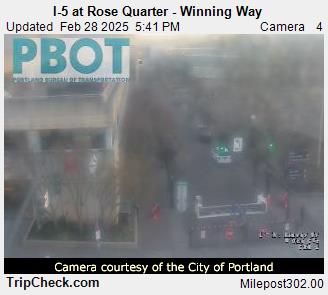 I-5 at Rose Quarter - Winning Way
Updated Feb 28 2025 5:41 PM Camera 4
PBOT
PORTLAND BUREAU OF TRANSPORTATION
Camera courtesy of the City of Portland
TripCheck.com Milepost302.00